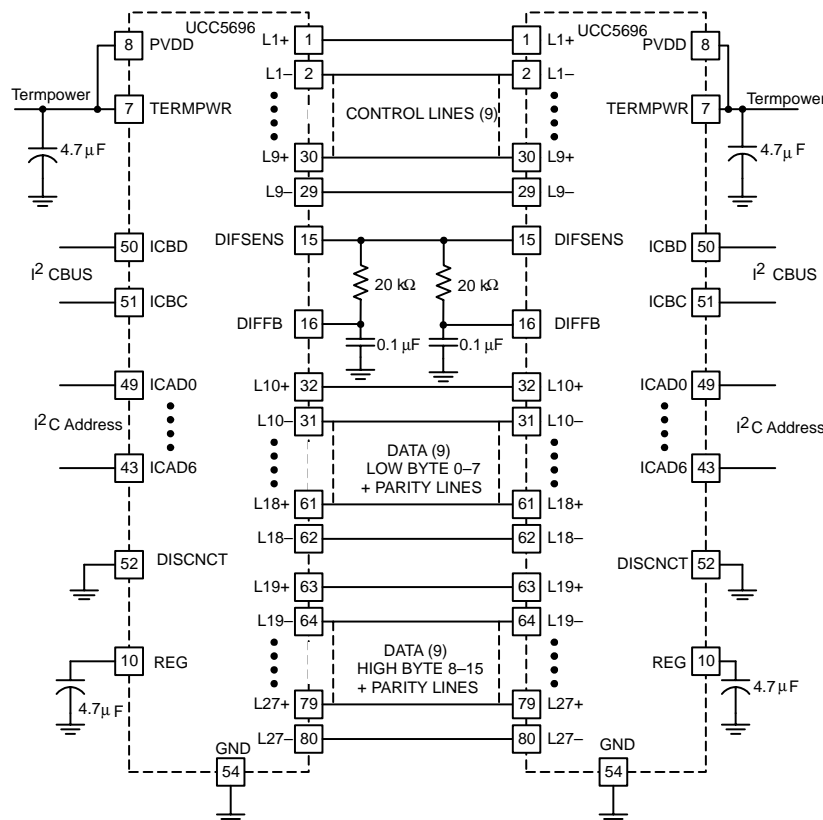 UCC5696 UCC5696
8 PVDD L1+ 1 1 L1+ PVDD 8
L1– 2 2 L1–
Termpower Termpower
7 TERMPWR CONTROL LINES (9) TERMPWR 7
4.7 µF 4.7µ F
L9+ 30 30 L9+
L9– 29 29 L9–
50 ICBD DIFSENS 15 15 DIFSENS ICBD 50
I2 CBUS 20 kΩ 20 kΩ I2 CBUS
51 ICBC ICBC 51
DIFFB 16 16 DIFFB
0.1 µF 0.1 µF
49 ICAD0 L10+ 32 32 L10+ ICAD0 49
I2C Address L10– 31 31 L10– I2C Address
DATA (9)
LOW BYTE 0–7
43 ICAD6 + PARITY LINES ICAD6 43
L18+ 61 61 L18+
L18– 62 62 L18–
52 DISCNCT DISCNCT 52
L19+ 63 63 L19+
L19– 64 64 L19–
DATA (9)
10 REG HIGH BYTE 8–15 REG 10
+ PARITY LINES
4.7µ F 4.7µ F
L27+ 79 79 L27+
L27– 80 80 L27–
GND GND
54 54